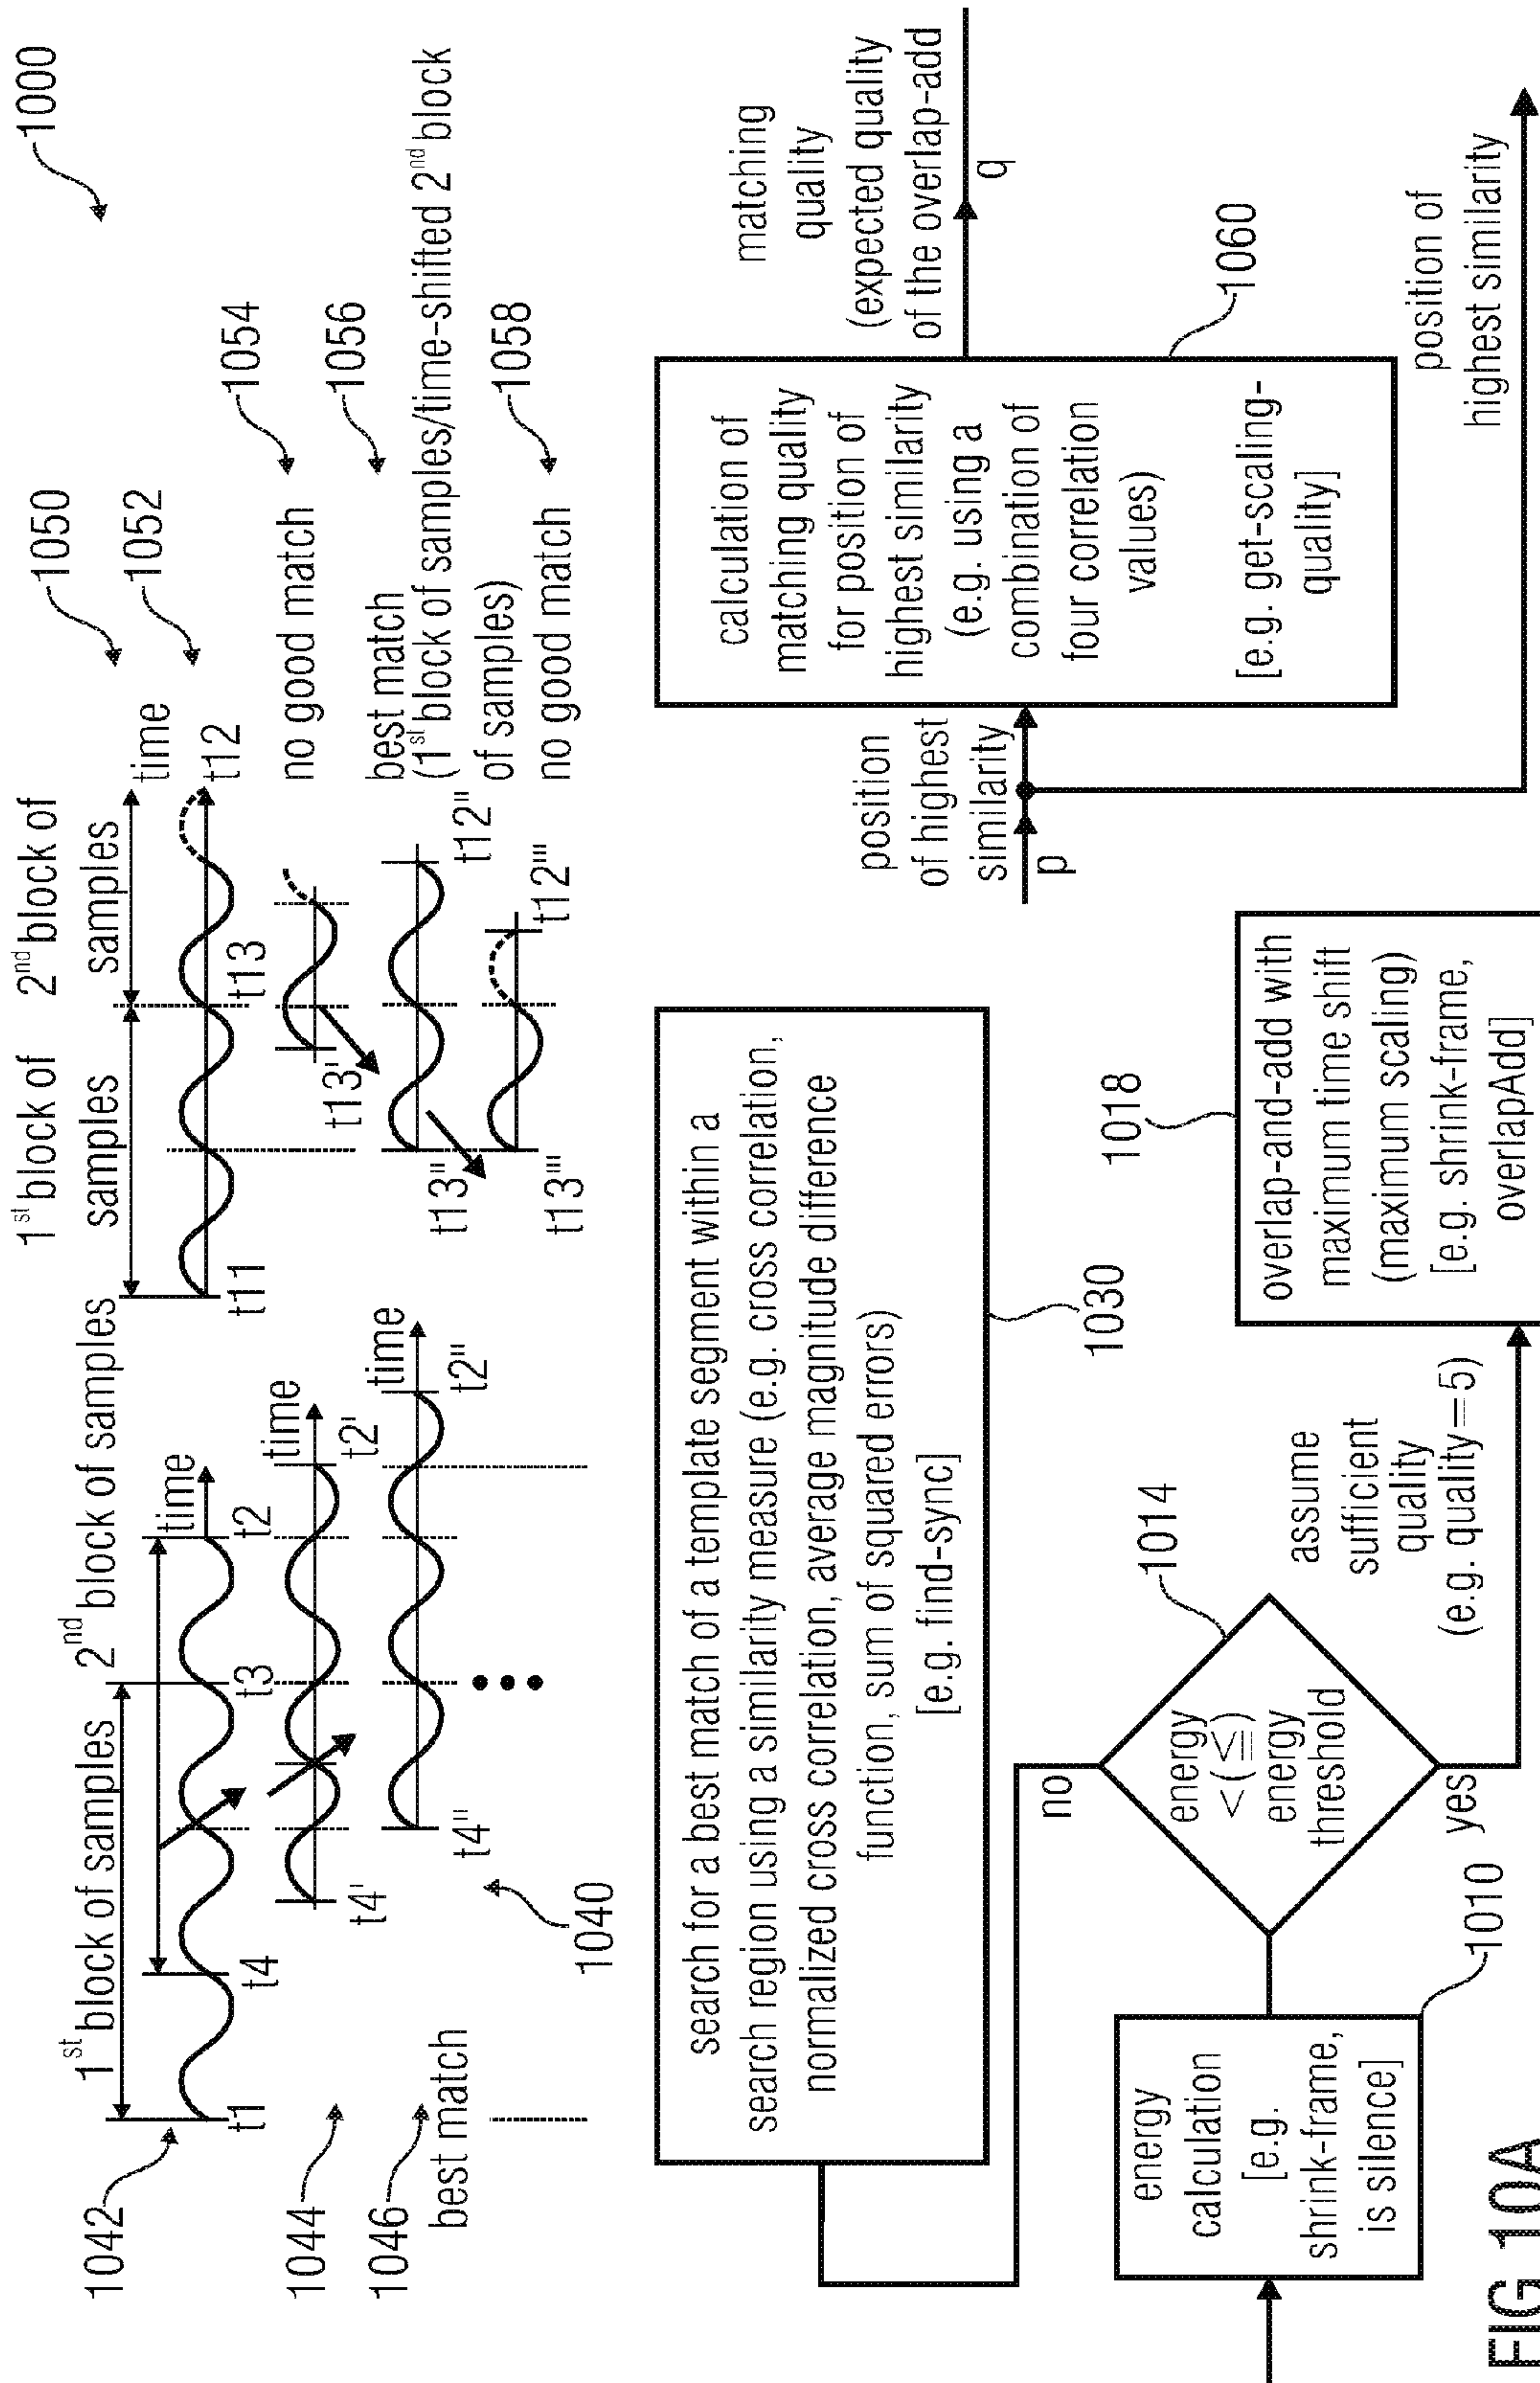 1000
1st block of samples
2nd block of samples
1042
time
t1
t4
t3
t2
1044
time
t4'
t2'
1046
best match
time
t4''
t2''
1040
1st block of
samples
2nd block of
samples
1050
time
1052
t11
t13
t12
t13'
no good match
1054
t13''
t12''
best match
1056
(1st block of samples/time-shifted 2nd block
of samples)
t13'''
t12'''
no good match
1058
search for a best match of a template segment within a
search region using a similarity measure (e.g. cross correlation,
normalized cross correlation, average magnitude difference
function, sum of squared errors)
[e.g. find-sync]
1030
position
of highest
similarity
p
calculation of
matching quality
for position of
highest similarity
(e.g. using a
combination of
four correlation
values)
[e.g. get-scaling-
quality]
1060
matching
quality
(expected quality
of the overlap-add
q
position of
highest similarity
energy
calculation
[e.g.
shrink-frame,
is silence]
1010
no
energy
<(≦)
energy
threshold
yes
1014
assume
sufficient
quality
(e.g. quality=5)
1018
overlap-and-add with
maximum time shift
(maximum scaling)
[e.g. shrink-frame,
overlapAdd]
FIG 10A